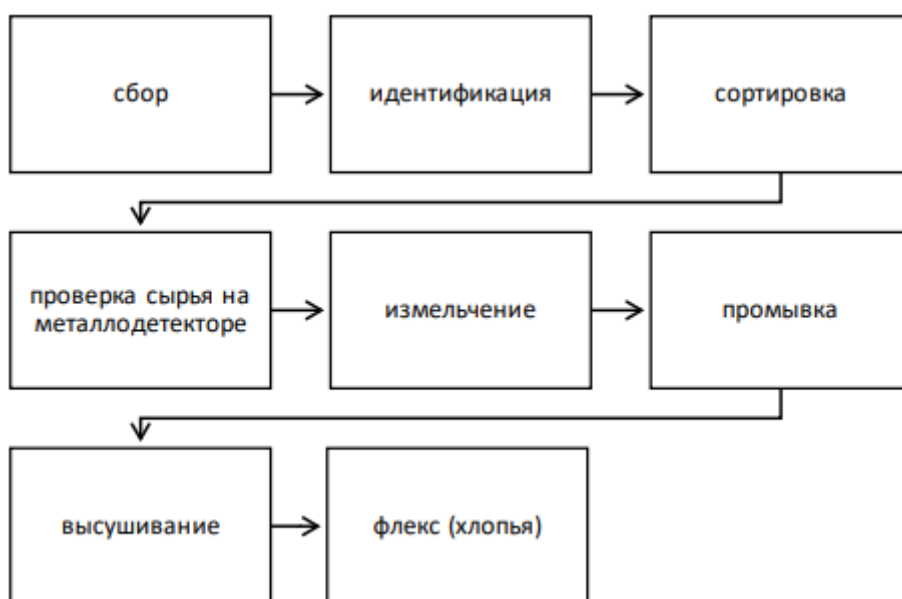 сбор
идентификация
сортировка
проверка сырья на
металлодетекторе
измельчение
промывка
высушивание
флекс (хлопья)